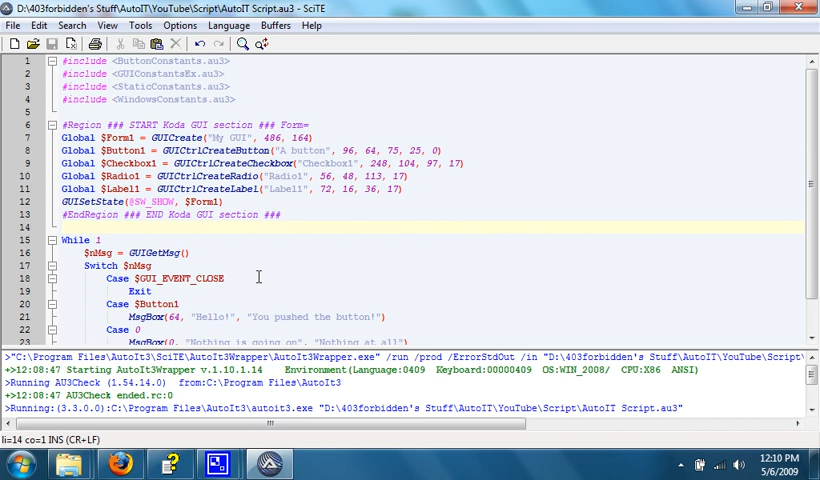 D:\403forbidden's Stuff\AutoIT\YouTube\Script\AutoIT Script.au3 - SciTE
File Edit Search View Tools Options Language Buffers Help
1 #include <ButtonConstants.au3>
2 #include <GUIConstantsEx.au3>
3 #include <StaticConstants.au3>
4 #include <WindowsConstants.au3>
5
6 #Region ### START Koda GUI section ### Form=
7 Global $Form1 = GUICreate("My GUI", 486, 164)
8 Global $Button1 = GUICtrlCreateButton("A button", 96, 64, 75, 25, 0)
9 Global $Checkbox1 = GUICtrlCreateCheckbox("Checkbox1", 248, 104, 97, 17)
10 Global $Radio1 = GUICtrlCreateRadio("Radio1", 56, 48, 113, 17)
11 Global $Label1 = GUICtrlCreateLabel("Label1", 72, 16, 36, 17)
12 GUISetState(@SW_SHOW, $Form1)
13 #EndRegion ### END Koda GUI section ###
14
15 While 1
16 $nMsg = GUIGetMsg()
17 Switch $nMsg
18 Case $GUI_EVENT_CLOSE
19 Exit
20 Case $Button1
21 MsgBox(64, "Hello!", "You pushed the button!")
22 Case 0
23 MsgBox(0, "Nothing is going on", "Nothing at all")
>"C:\Program Files\AutoIt3\SciTE\AutoIt3Wrapper\AutoIt3Wrapper.exe" /run /prod /ErrorStdOut /in "D:\403forbidden's Stuff\AutoIT\YouTube\Script\
+>12:08:47 Starting AutoIt3Wrapper v.1.10.1.14 Environment(Language:0409 Keyboard:00000409 OS:WIN_2008/ CPU:X86 ANSI)
>Running AU3Check (1.54.14.0) from:C:\Program Files\AutoIt3
+>12:08:47 AU3Check ended.rc:0
>Running:(3.3.0.0):C:\Program Files\AutoIt3\autoit3.exe "D:\403forbidden's Stuff\AutoIT\YouTube\Script\AutoIT Script.au3"
li=14 co=1 INS (CR+LF)
12:10 PM
5/6/2009